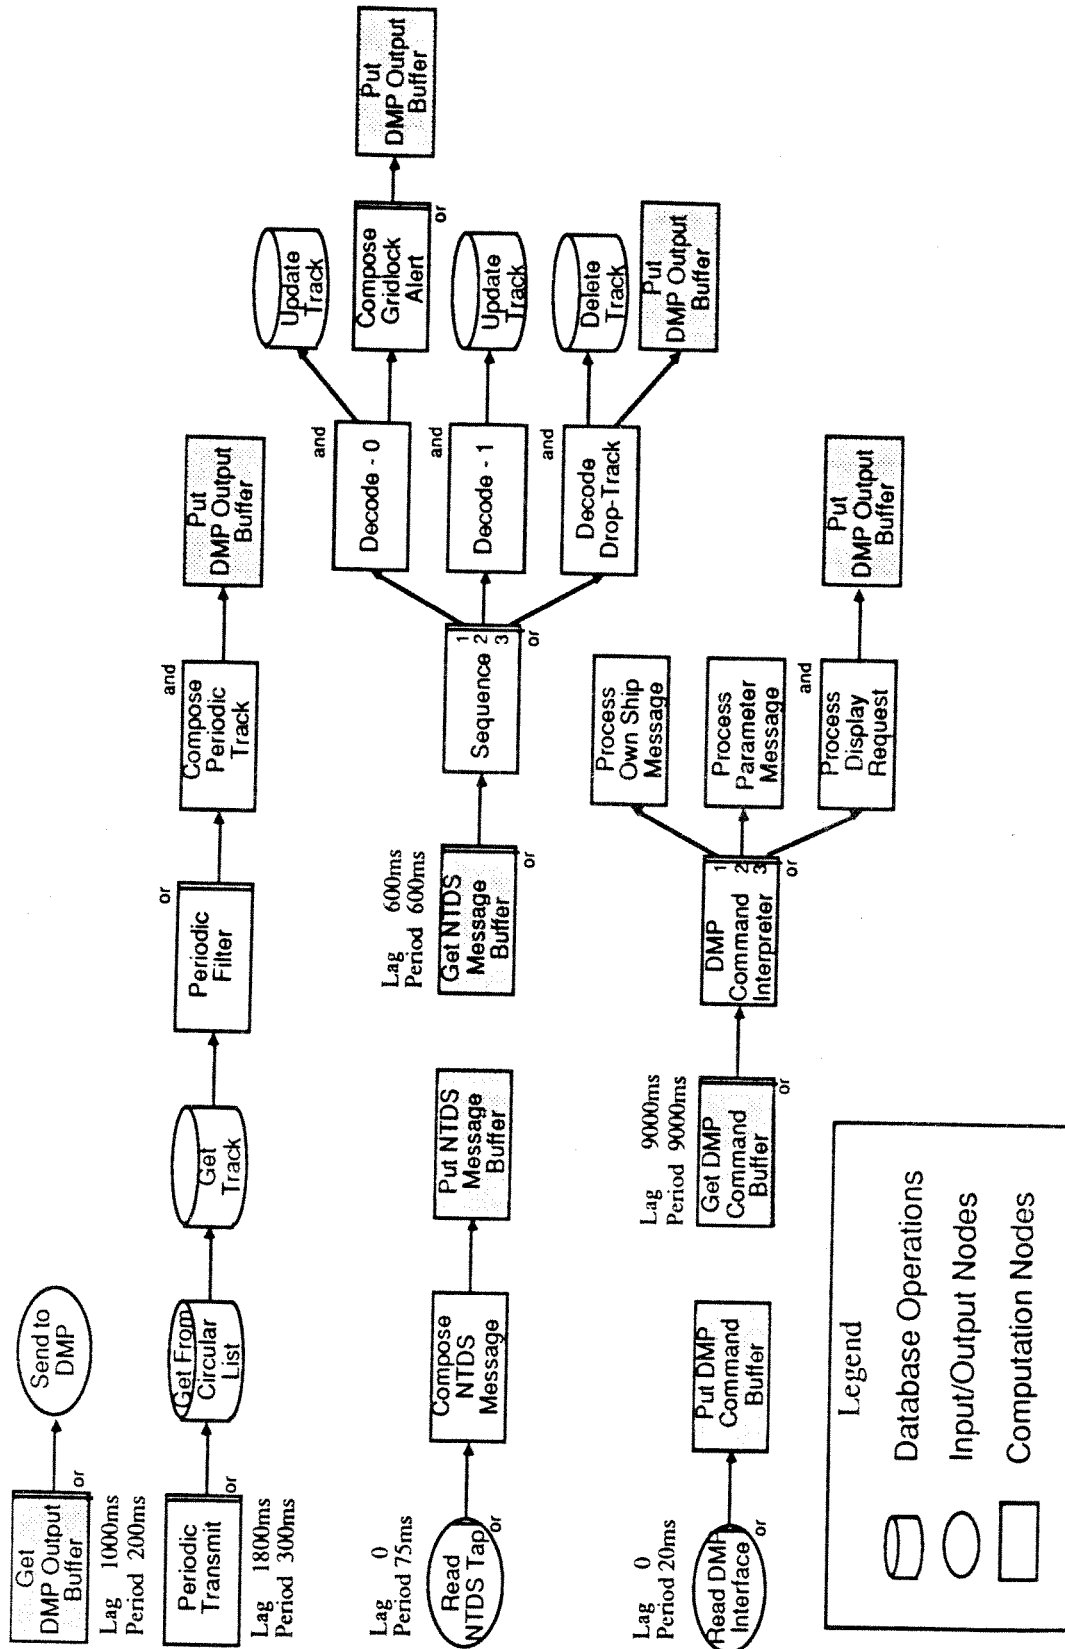 Get
DMP Output
Buffer
or
Lag 1000ms
Period 200ms
Send to
DMP
Periodic
Transmit
or
Lag 1800ms
Period 300ms
Get From
Circular
List
Get
Track
Periodic
Filter
or
Compose
Periodic
Track
and
Put
DMP Output
Buffer
Lag 0
Period 75ms
Read
NTDS Tap
or
Compose
NTDS
Message
Put NTDS
Message
Buffer
Lag 600ms
Period 600ms
Get NTDS
Message
Buffer
or
Sequence
1
2
3
or
Decode - 0
and
Update
Track
Compose
Gridlock
Alert
or
Put
DMP Output
Buffer
Decode - 1
and
Update
Track
Decode
Drop-Track
and
Delete
Track
Put
DMP Output
Buffer
Lag 0
Period 20ms
Read DMP
Interface
or
Put DMP
Command
Buffer
Lag 9000ms
Period 9000ms
Get DMP
Command
Buffer
or
DMP
Command
Interpreter
1
2
3
or
Process
Own Ship
Message
Process
Parameter
Message
Process
Display
Request
and
Put
DMP Output
Buffer
Legend
Database Operations
Input/Output Nodes
Computation Nodes